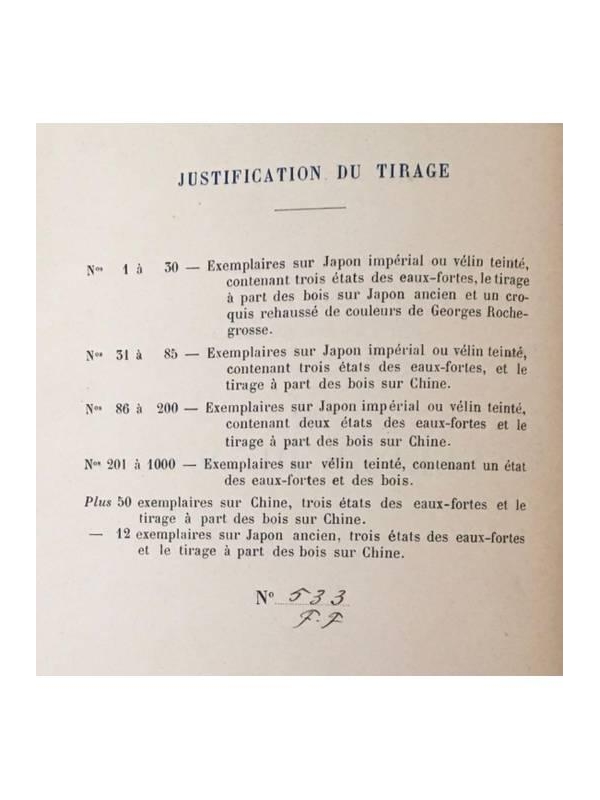 JUSTIFICATION DU TIRAGE
Nos 1 à 30 — Exemplaires sur Japon impérial ou vélin teinté,
contenant trois états des eaux-fortes, le tirage
à part des bois sur Japon ancien et un cro-
quis rehaussé de couleurs de Georges Roche-
grosse.
Nos 31 à 85 — Exemplaires sur Japon impérial ou vélin teinté,
contenant trois états des eaux-fortes, et le
tirage à part des bois sur Chine.
Nos 86 à 200 — Exemplaires sur Japon impérial ou vélin teinté,
contenant deux états des eaux-fortes et le
tirage à part des bois sur Chine.
Nos 201 à 1000 — Exemplaires sur vélin teinté, contenant un état
des eaux-fortes et des bois.
Plus 50 exemplaires sur Chine, trois états des eaux-fortes et le
tirage à part des bois sur Chine.
— 12 exemplaires sur Japon ancien, trois états des eaux-fortes
et le tirage à part des bois sur Chine.
No 533
F.F